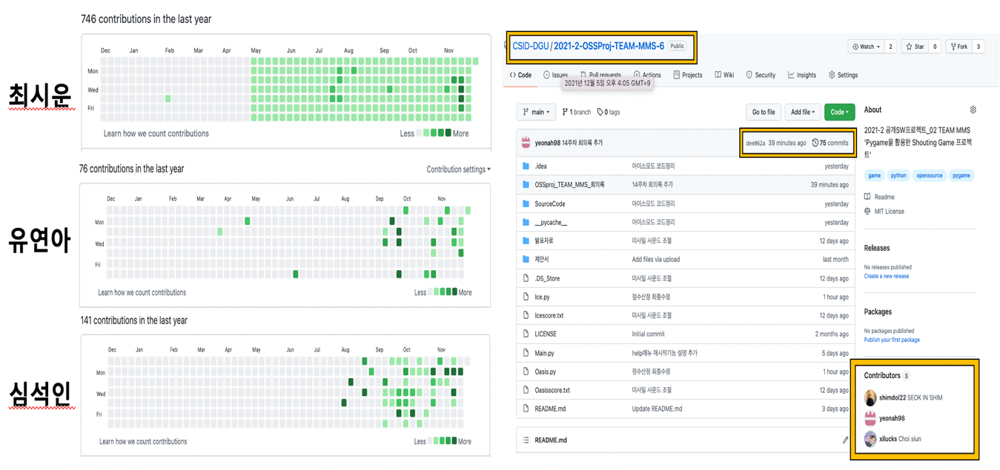 746 contributions in the last year
Dec Jan Feb Mar Apr May Jun Jul Aug Sep Oct Nov
Mon
Wed
Fri
Learn how we count contributions
Less More
최시운
76 contributions in the last year
Contribution settings
Dec Jan Feb Mar Apr May Jun Jul Aug Sep Oct Nov
Mon
Wed
Fri
Learn how we count contributions
Less More
유연아
141 contributions in the last year
Dec Jan Feb Mar Apr May Jun Jul Aug Sep Oct Nov
Mon
Wed
Fri
Learn how we count contributions
Less More
심석인
CSID-DGU / 2021-2-OSSProj-TEAM-MMS-6 Public
Watch 2 Star 0 Fork 3
Code Issues Pull requests Actions Projects Wiki Security Insights Settings
2021년 12월 5일 오후 4:05 GMT+9
main 1 branch 0 tags Go to file Add file Code
yeonah98 14주차 회의록 추가 dee062a 39 minutes ago 75 commits
.idea 아이스모드 코드정리 yesterday
OSSproj_TEAM_MMS_회의록 14주차 회의록 추가 39 minutes ago
SourceCode 아이스모드 코드정리 yesterday
__pycache__ 아이스모드 코드정리 yesterday
발표자료 미사일 사운드 조절 12 days ago
제안서 Add files via upload last month
.DS_Store 미사일 사운드 조절 12 days ago
Ice.py 점수산정 최종수정 1 hour ago
Icescore.txt 미사일 사운드 조절 12 days ago
LICENSE Initial commit 2 months ago
Main.py help메뉴 재시작기능 설명 추가 5 days ago
Oasis.py 점수산정 최종수정 1 hour ago
Oasisscore.txt 미사일 사운드 조절 12 days ago
README.md Update README.md 3 days ago
README.md
About
2021-2 공개SW프로젝트_02 TEAM MMS
'Pygame을 활용한 Shouting Game 프로젝
트'
game python opensource pygame
Readme
MIT License
Releases
No releases published
Create a new release
Packages
No packages published
Publish your first package
Contributors 3
shimdol22 SEOK IN SHIM
yeonah98
xilucks Choi siun